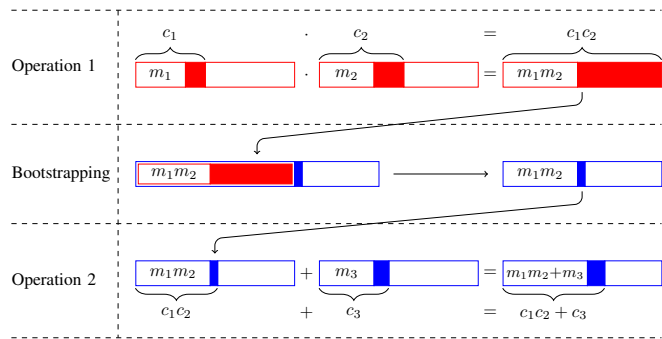 c₁ · c₂ = c₁c₂
Operation 1 m₁ · m₂ = m₁m₂
Bootstrapping m₁m₂ m₁m₂
Operation 2 m₁m₂ + m₃ = m₁m₂+m₃
c₁c₂ + c₃ = c₁c₂ + c₃